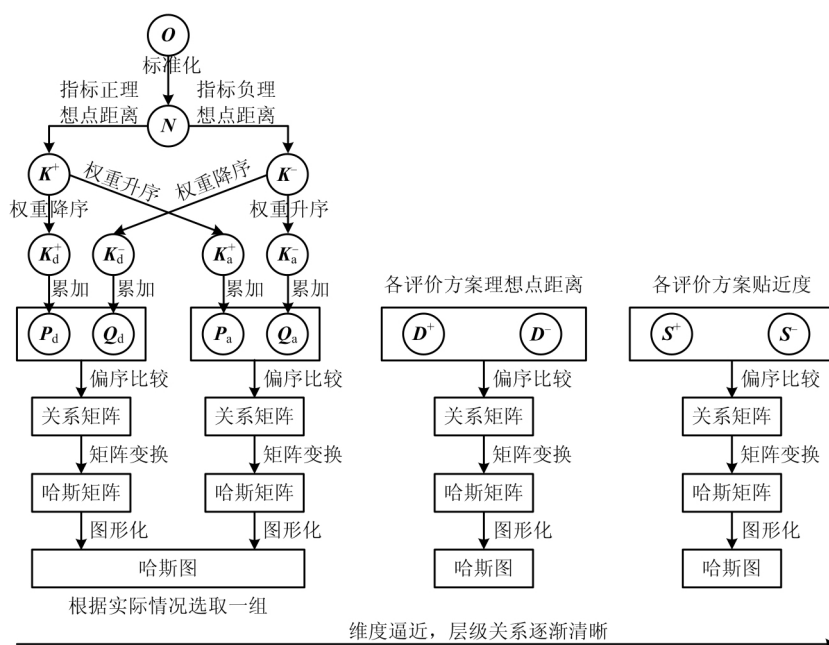 O
标准化
指标正理
想点距离
指标负理
想点距离
N
K⁺
K⁻
权重升序
权重降序
权重降序
权重升序
K_d⁺
K_d⁻
K_a⁺
K_a⁻
累加
累加
累加
累加
各评价方案理想点距离
各评价方案贴近度
P_d
Q_d
P_a
Q_a
D⁺
D⁻
S⁺
S⁻
偏序比较
偏序比较
偏序比较
偏序比较
关系矩阵
关系矩阵
关系矩阵
关系矩阵
矩阵变换
矩阵变换
矩阵变换
矩阵变换
哈斯矩阵
哈斯矩阵
哈斯矩阵
哈斯矩阵
图形化
图形化
图形化
图形化
哈斯图
哈斯图
哈斯图
根据实际情况选取一组
维度逼近，层级关系逐渐清晰